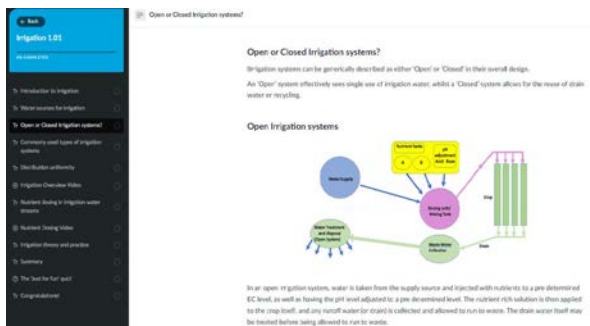 ← Back
Irrigation 1.01
0% COMPLETED
Introduction to Irrigation
Water sources for irrigation
Open or Closed Irrigation systems?
Commonly used types of irrigation
systems
Distribution uniformity
Irrigation Overview Video
Nutrient dosing in irrigation water
streams
Nutrient Dosing Video
Irrigation theory and practice
Summary
The 'Just for Fun' quiz!
Congratulations!
Open or Closed Irrigation systems?
Open or Closed Irrigation systems?
Irrigation systems can be generically described as either 'Open' or 'Closed' in their overall design.
An 'Open' system effectively sees single use of irrigation water, whilst a 'Closed' system allows for the reuse of drain
water or recycling.
Open Irrigation systems
Nutrient tanks
A B
pH
adjustment
Acid Base
Water Supply
Dosing unit/
Mixing Tank
Crop
Water Treatment
and disposal
(Open System)
Waste Water
Collection
Drain
In an open irrigation system, water is taken from the supply source and injected with nutrients to a pre determined
EC level, as well as having the pH level adjusted to a pre determined level. The nutrient rich solution is then applied
to the crop itself, and any runoff water (or drain) is collected and allowed to run to waste. The drain water itself may
be treated before being allowed to run to waste.